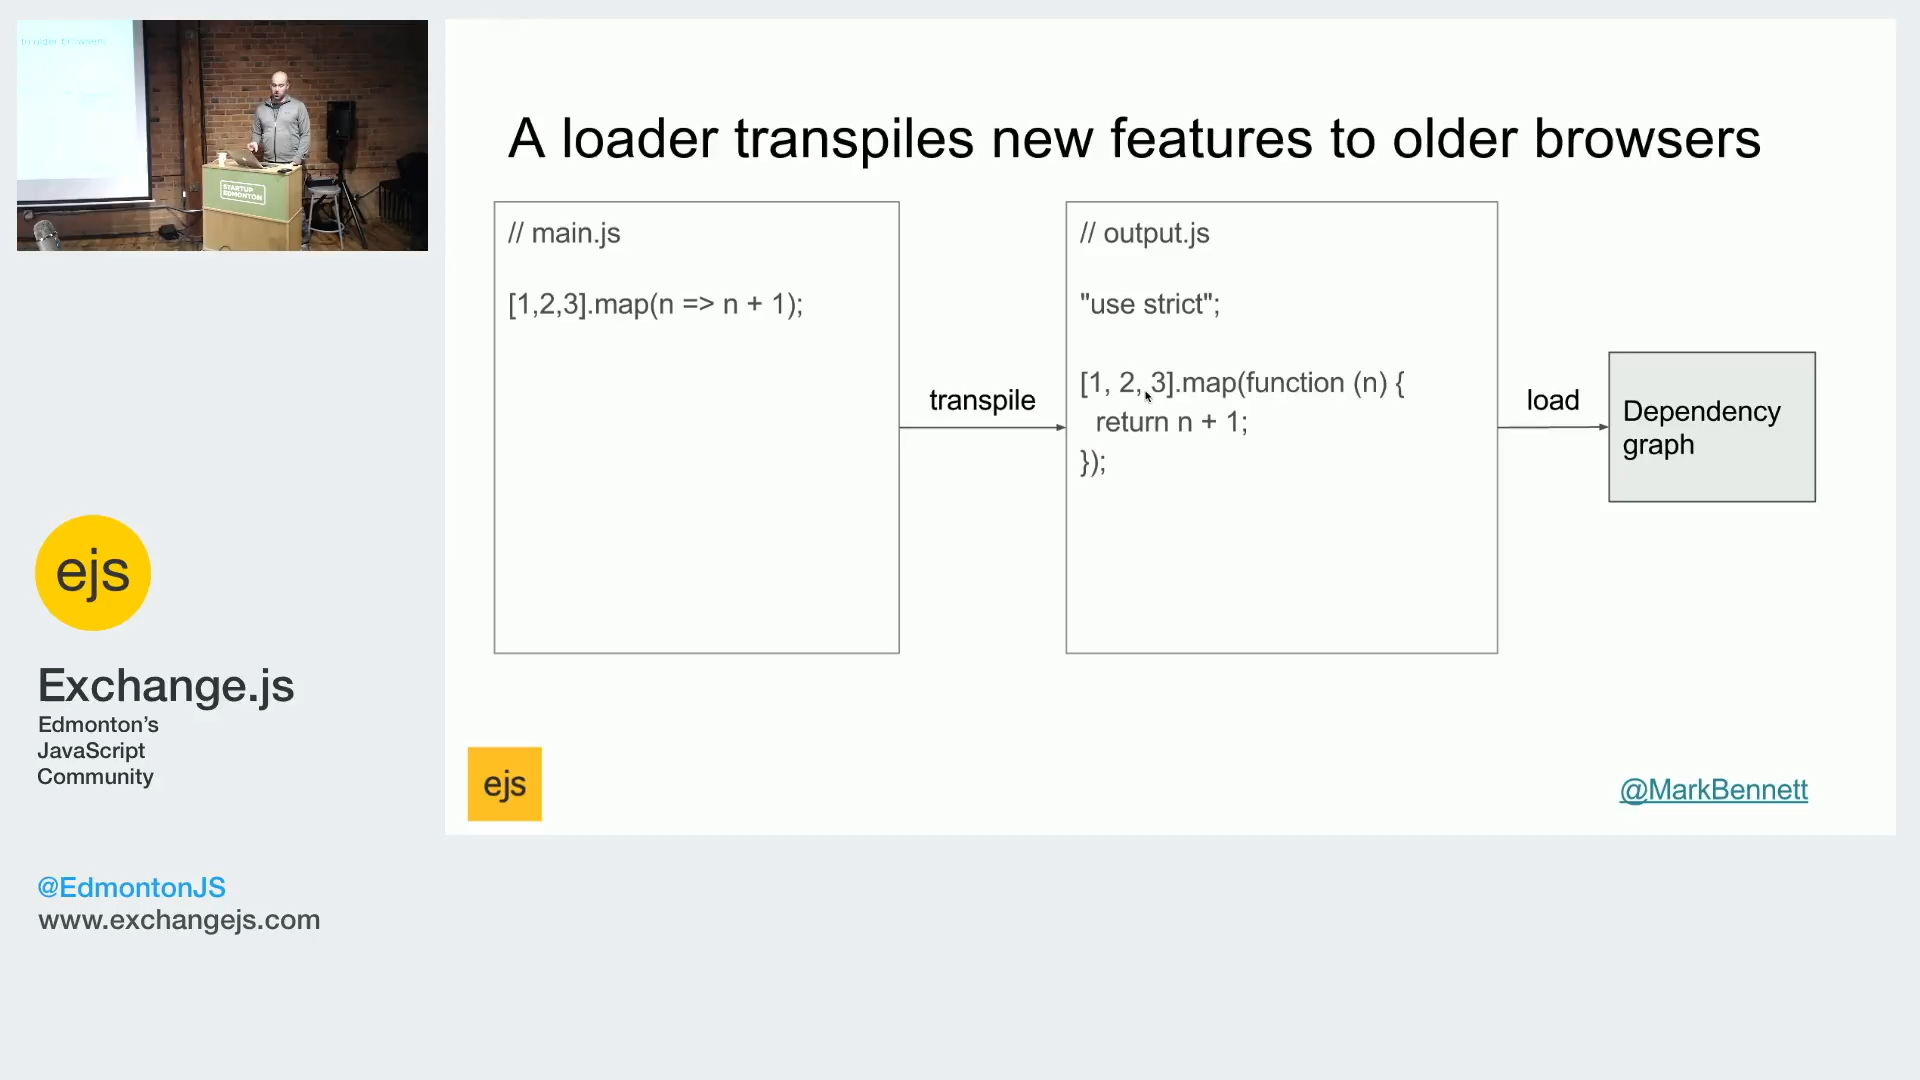 to older browsers
STARTUP
EDMONTON
A loader transpiles new features to older browsers
// main.js
[1,2,3].map(n => n + 1);
transpile
// output.js
"use strict";
[1, 2, 3].map(function (n) {
return n + 1;
});
load
Dependency
graph
ejs
Exchange.js
Edmonton's
JavaScript
Community
ejs
@MarkBennett
@EdmontonJS
www.exchangejs.com